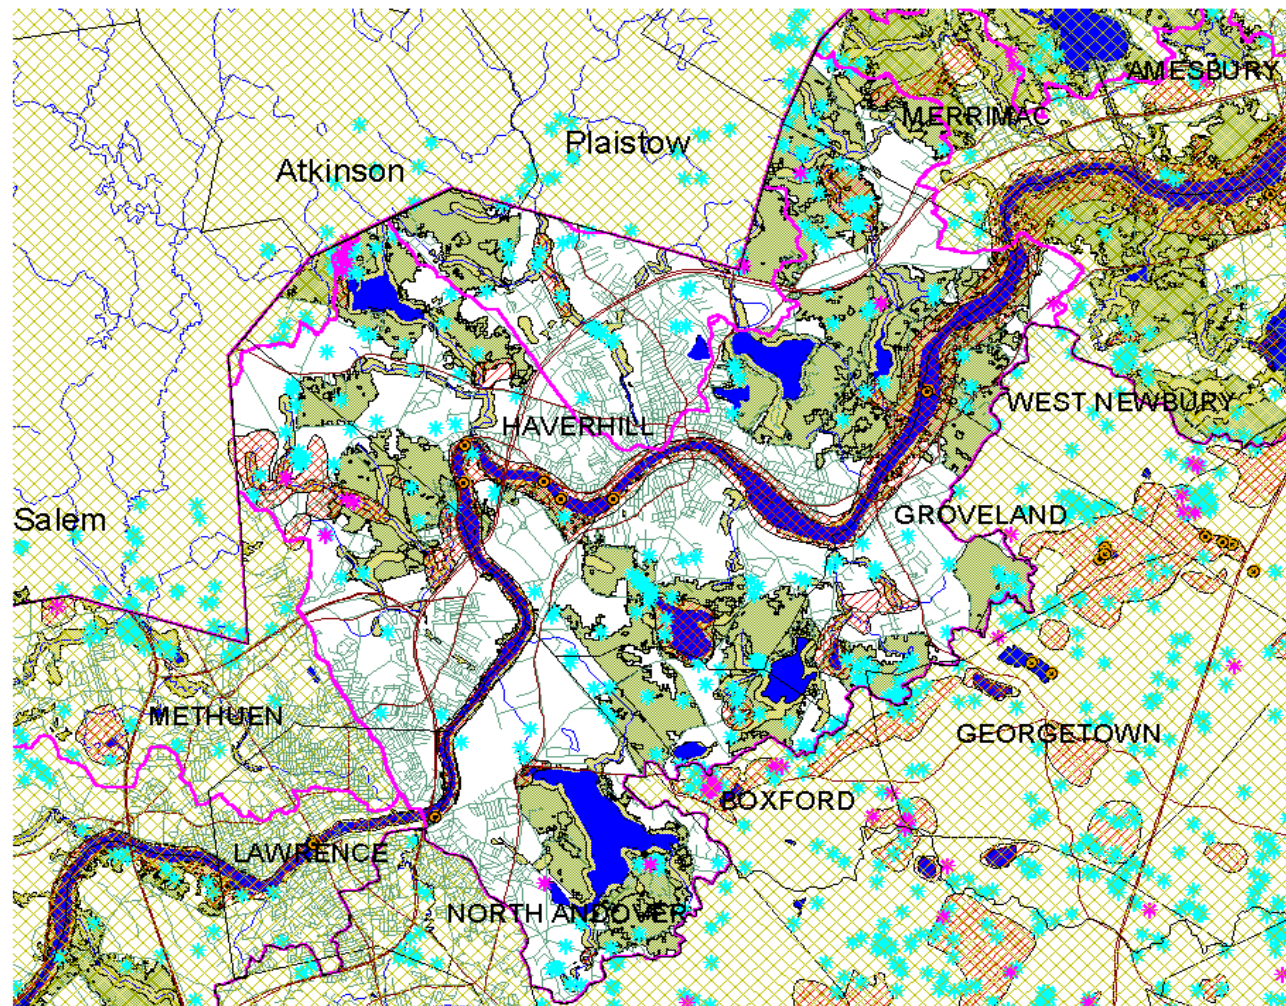 AMESBURY
MERRIMAC
Plaistow
Atkinson
WEST NEWBURY
HAVERHILL
Salem
GROVELAND
METHUEN
GEORGETOWN
BOXFORD
LAWRENCE
NORTH ANDOVER